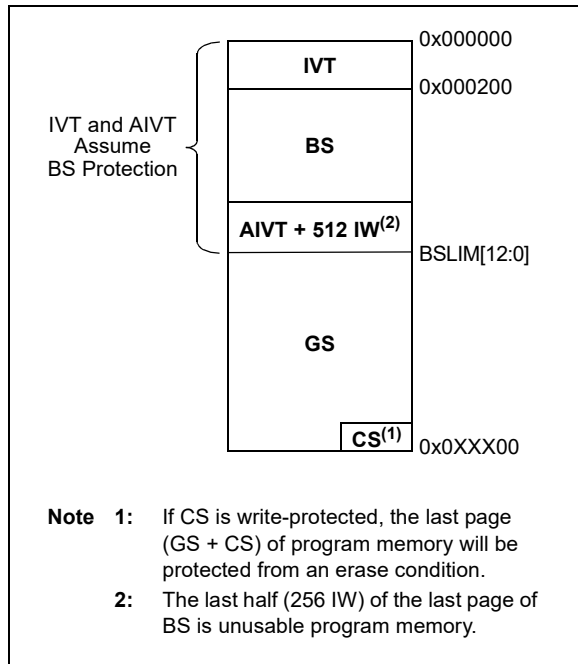 0x000000
IVT
0x000200
IVT and AIVT
Assume
BS Protection
BS
AIVT + 512 IW(2)
BSLIM[12:0]
GS
CS(1)
0x0XXX00
Note 1: If CS is write-protected, the last page
(GS + CS) of program memory will be
protected from an erase condition.
2: The last half (256 IW) of the last page of
BS is unusable program memory.